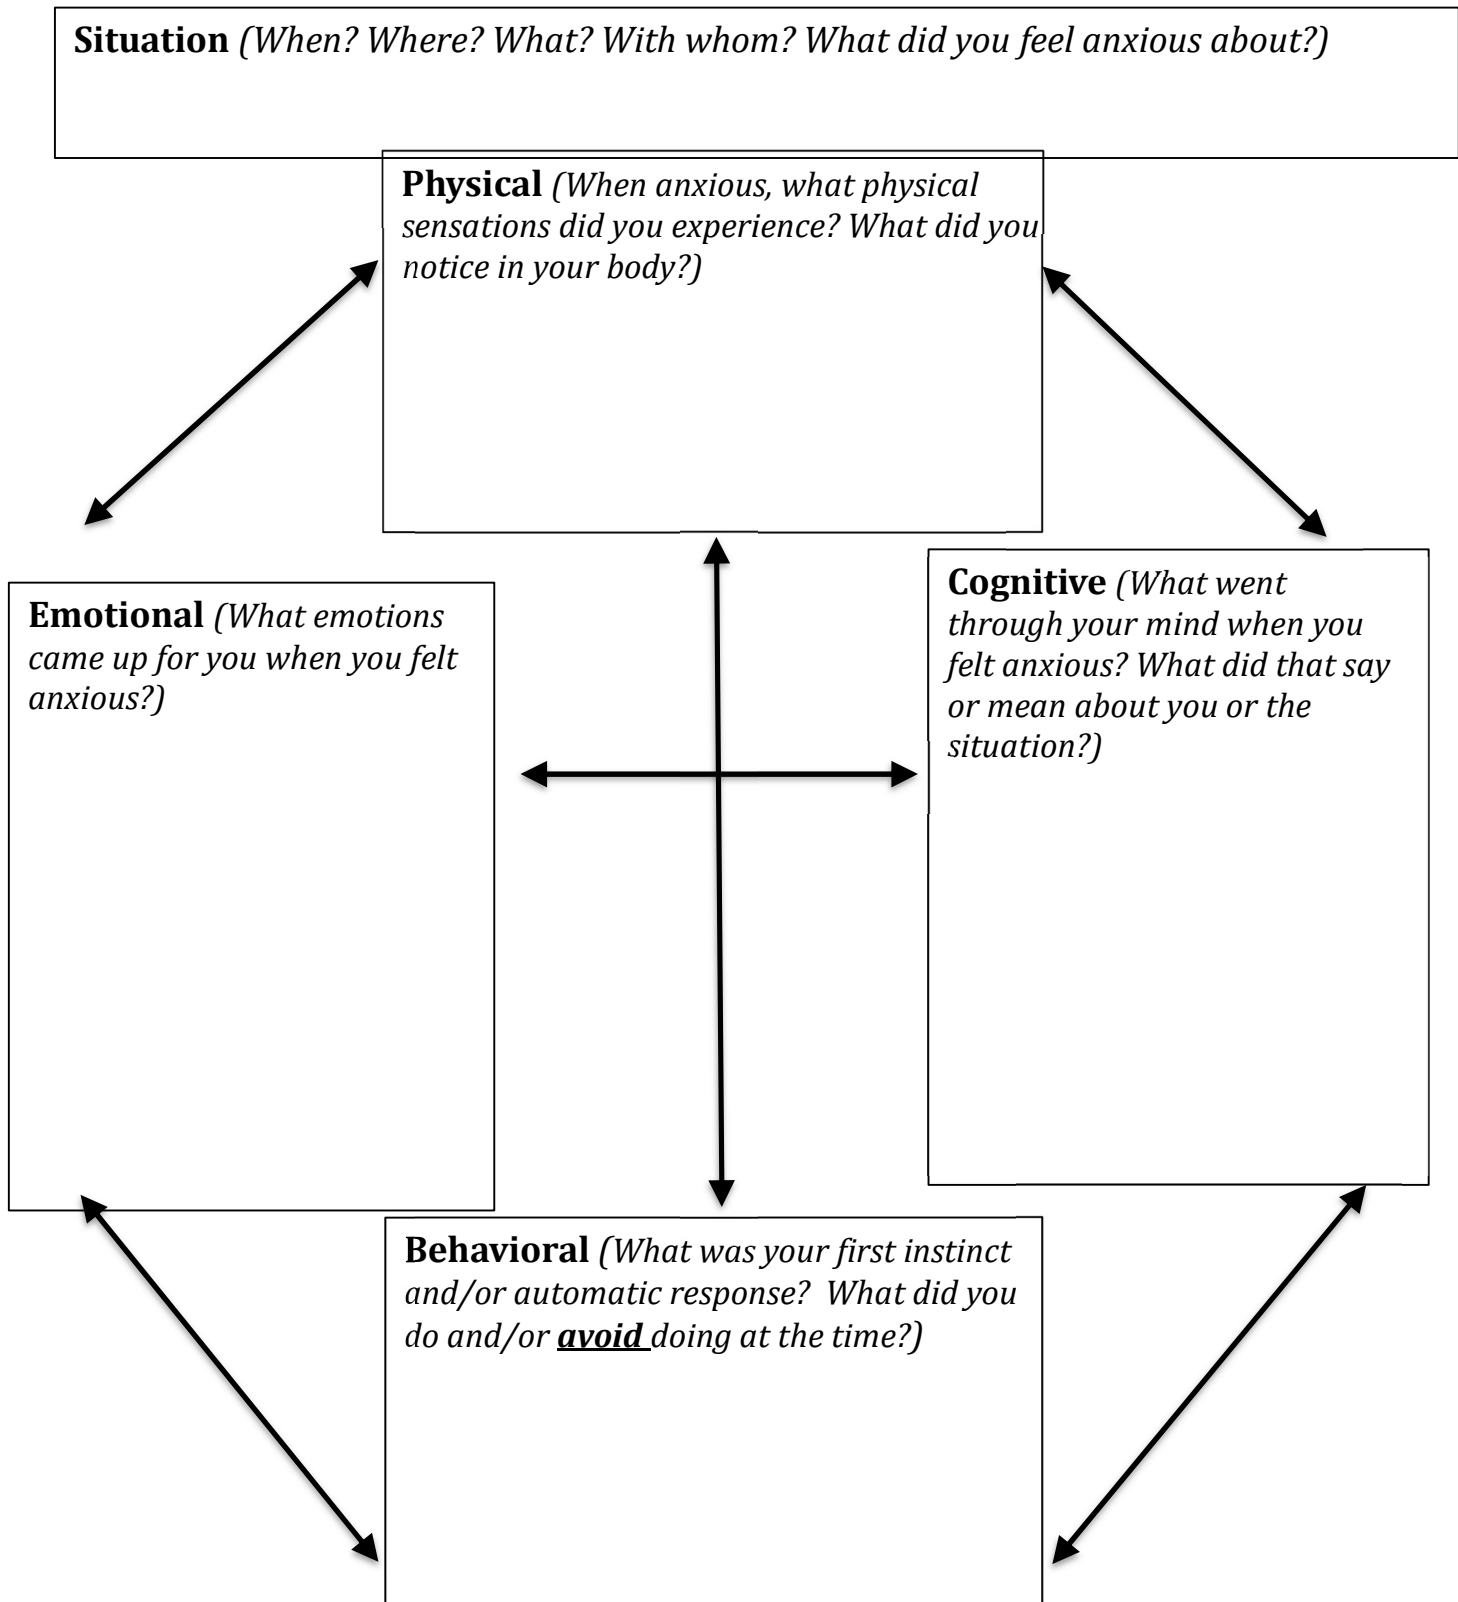 Situation (When? Where? What? With whom? What did you feel anxious about?)
Physical (When anxious, what physical
sensations did you experience? What did you
notice in your body?)
Emotional (What emotions
came up for you when you felt
anxious?)
Cognitive (What went
through your mind when you
felt anxious? What did that say
or mean about you or the
situation?)
Behavioral (What was your first instinct
and/or automatic response?  What did you
do and/or avoid doing at the time?)